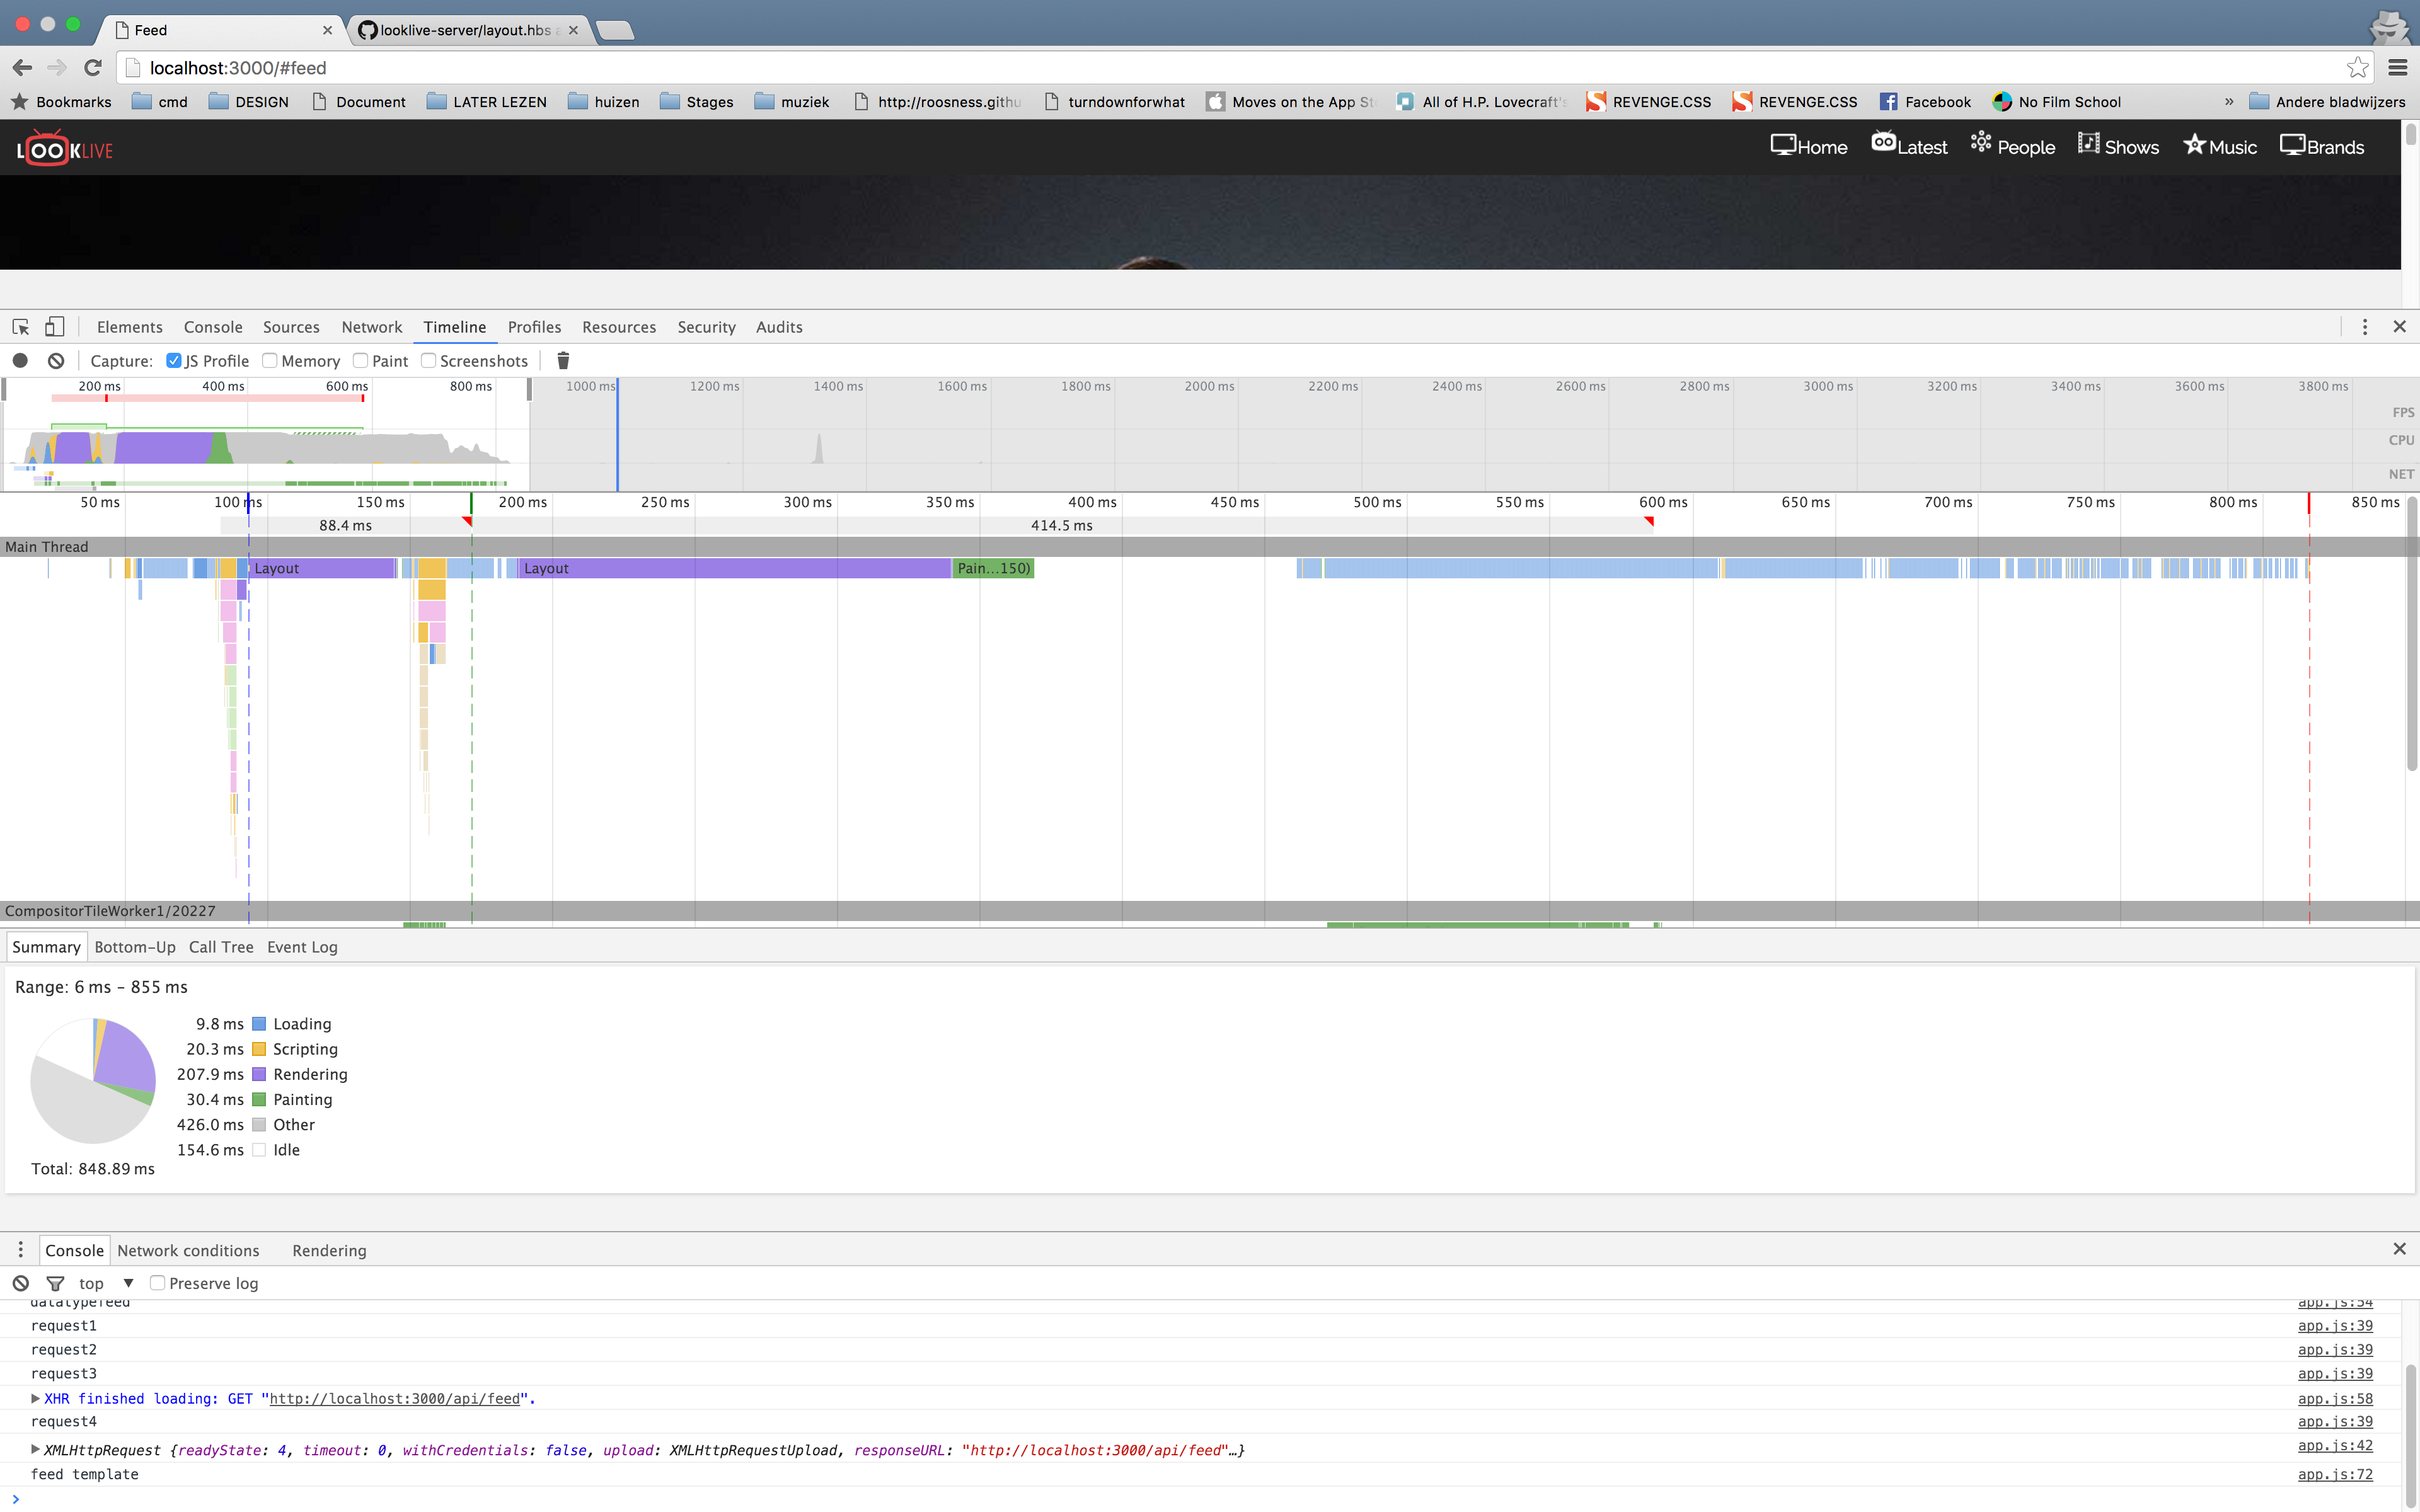 Feed
looklive-server/layout.hbs
localhost:3000/#feed
Bookmarks cmd DESIGN Document LATER LEZEN huizen Stages muziek http://roosness.githu turndownforwhat Moves on the App St All of H.P. Lovecraft's REVENGE.CSS REVENGE.CSS Facebook No Film School » Andere bladwijzers
LOOKLIVE Home Latest People Shows Music Brands
Elements Console Sources Network Timeline Profiles Resources Security Audits
Capture: JS Profile Memory Paint Screenshots
200 ms 400 ms 600 ms 800 ms 1000 ms 1200 ms 1400 ms 1600 ms 1800 ms 2000 ms 2200 ms 2400 ms 2600 ms 2800 ms 3000 ms 3200 ms 3400 ms 3600 ms 3800 ms
FPS
CPU
NET
50 ms 100 ms 150 ms 200 ms 250 ms 300 ms 350 ms 400 ms 450 ms 500 ms 550 ms 600 ms 650 ms 700 ms 750 ms 800 ms 850 ms
88.4 ms 414.5 ms
Main Thread
Layout Layout Pain...150)
CompositorTileWorker1/20227
Summary Bottom-Up Call Tree Event Log
Range: 6 ms – 855 ms
9.8 ms Loading
20.3 ms Scripting
207.9 ms Rendering
30.4 ms Painting
426.0 ms Other
154.6 ms Idle
Total: 848.89 ms
Console Network conditions Rendering
top ▼ Preserve log
datatypefeed app.js:54
request1 app.js:39
request2 app.js:39
request3 app.js:39
▶ XHR finished loading: GET "http://localhost:3000/api/feed". app.js:58
request4 app.js:39
▶ XMLHttpRequest {readyState: 4, timeout: 0, withCredentials: false, upload: XMLHttpRequestUpload, responseURL: "http://localhost:3000/api/feed"…} app.js:42
feed template app.js:72
>